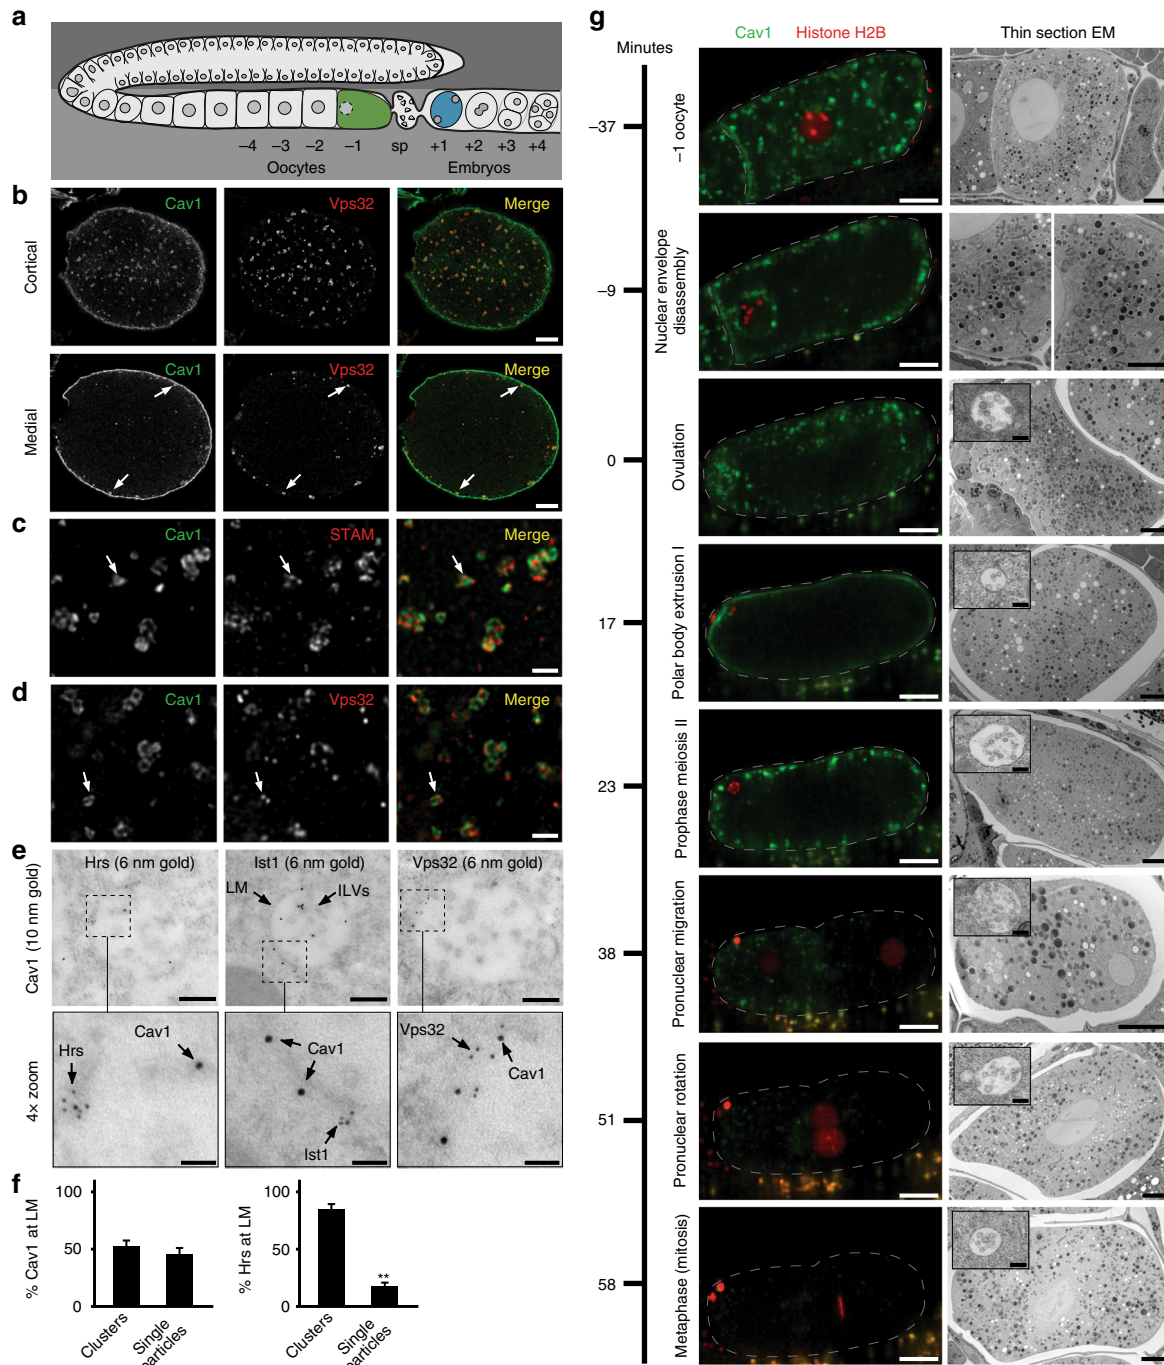 a
−4 −3 −2 −1 sp +1 +2 +3 +4
Oocytes Embryos
b
Cortical
Cav1 Vps32 Merge
Medial
Cav1 Vps32 Merge
c
Cav1 STAM Merge
d
Cav1 Vps32 Merge
e
Cav1 (10 nm gold)
Hrs (6 nm gold) Ist1 (6 nm gold) Vps32 (6 nm gold)
LM ILVs
4× zoom
Hrs Cav1
Cav1 Ist1
Vps32 Cav1
f
% Cav1 at LM
100
50
0
Clusters
Single
% Hrs at LM
100
50
0
**
Clusters
Single
g
Minutes Cav1 Histone H2B Thin section EM
−37 −1 oocyte
−9 Nuclear envelope
disassembly
0 Ovulation
17 Polar body extrusion I
23 Prophase meiosis II
38 Pronuclear migration
51 Pronuclear rotation
58 Metaphase (mitosis)